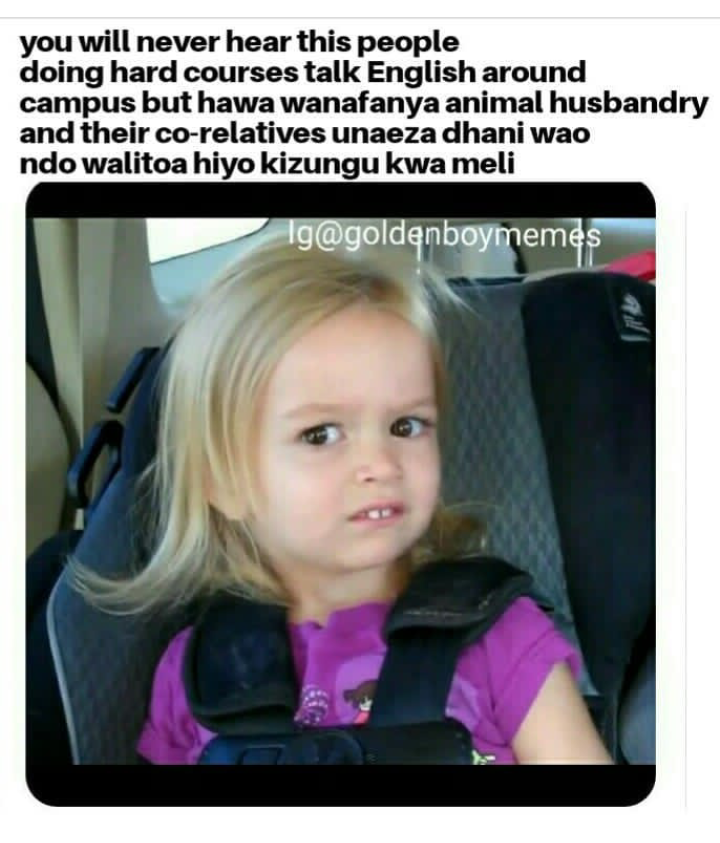 you will never hear this people
doing hard courses talk English around
campus but hawa wanafanya animal husbandry
and their co-relatives unaeza dhani wao
ndo walitoa hiyo kizungu kwa meli
Ig@goldenboymemes